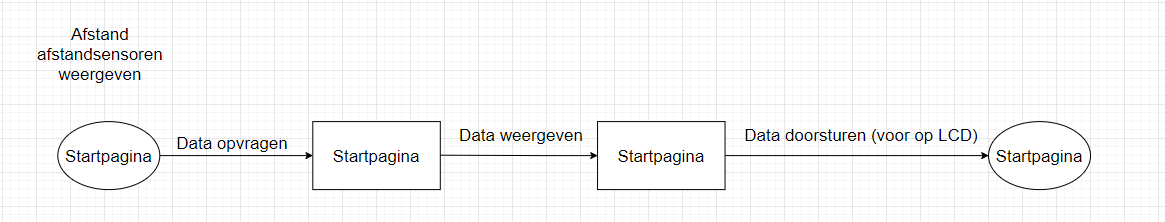 Afstand
afstandsensoren
weergeven
Startpagina
Data opvragen
Startpagina
Data weergeven
Startpagina
Data doorsturen (voor op LCD)
Startpagina